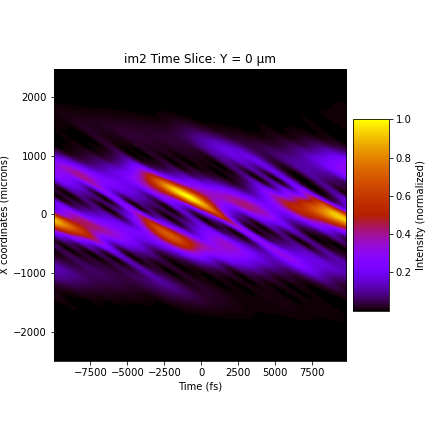 im2 Time Slice: Y = 0 μm
2000
1000
0
−1000
−2000
X coordinates (microns)
−7500 −5000 −2500 0 2500 5000 7500
Time (fs)
1.0
0.8
0.6
0.4
0.2
Intensity (normalized)